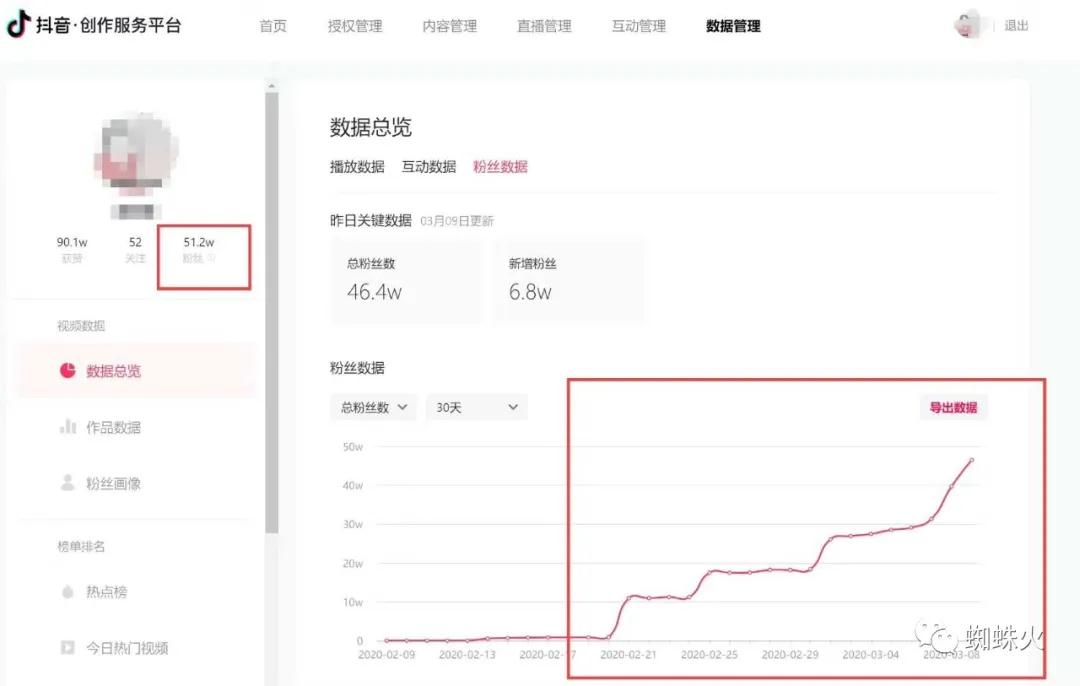 抖音·创作服务平台 首页 授权管理 内容管理 直播管理 互动管理 数据管理 退出
90.1w 52 51.2w
获赞 关注 粉丝
视频数据
数据总览
作品数据
粉丝画像
榜单排名
热点榜
今日热门视频
数据总览
播放数据 互动数据 粉丝数据
昨日关键数据 03月09日更新
总粉丝数 新增粉丝
46.4w 6.8w
粉丝数据
总粉丝数 30天 导出数据
50w
40w
30w
20w
10w
0
2020-02-09 2020-02-13 2020-02-17 2020-02-21 2020-02-25 2020-02-29 2020-03-04 2020-03-08
蜘蛛火